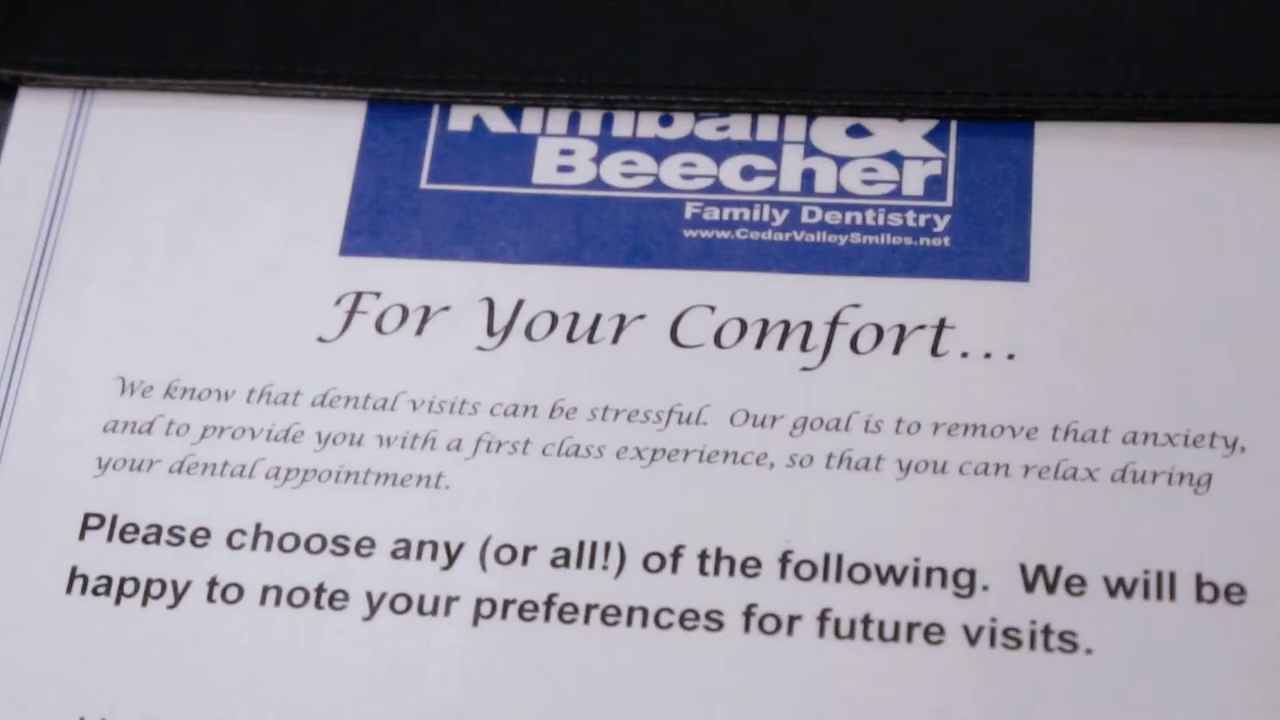 Kimball &
Beecher
Family Dentistry
www.CedarValleySmiles.net
For Your Comfort...
We know that dental visits can be stressful. Our goal is to remove that anxiety,
and to provide you with a first class experience, so that you can relax during
your dental appointment.
Please choose any (or all!) of the following. We will be
happy to note your preferences for future visits.